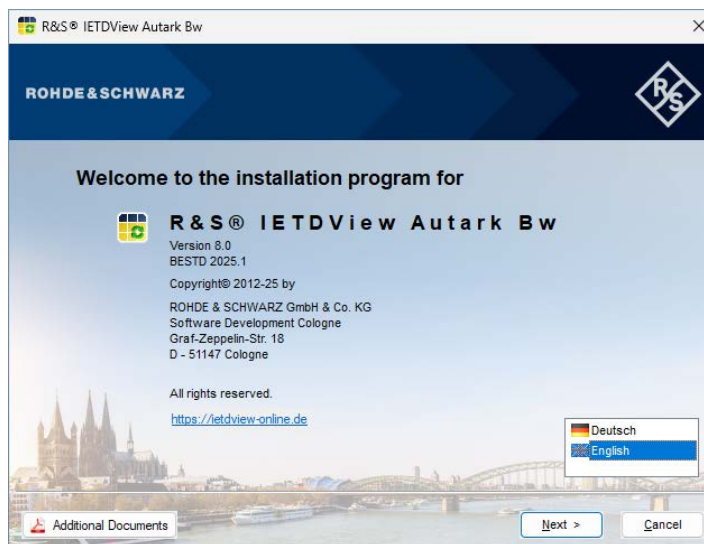 R&S® IETDView Autark Bw
ROHDE&SCHWARZ
R&S
Welcome to the installation program for
R&S® IETDView Autark Bw
Version 8.0
BESTD 2025.1
Copyright© 2012-25 by
ROHDE & SCHWARZ GmbH & Co. KG
Software Development Cologne
Graf-Zeppelin-Str. 18
D - 51147 Cologne
All rights reserved.
https://ietdview-online.de
Deutsch
English
Additional Documents
Next >
Cancel